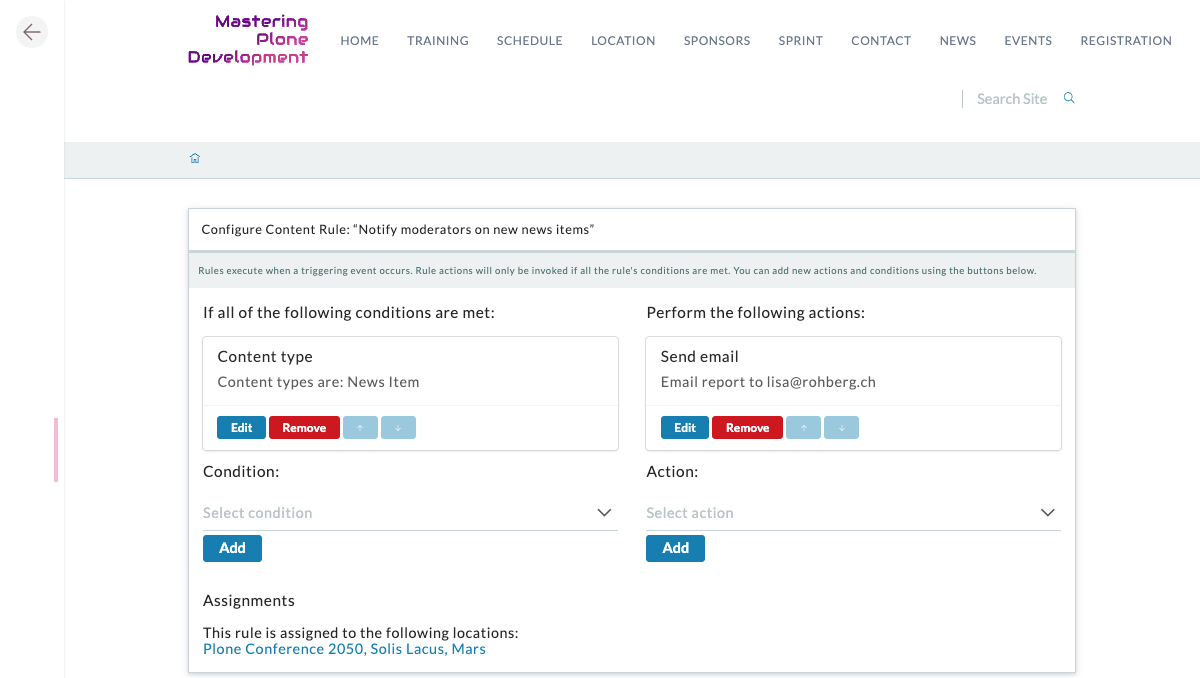 Mastering
Plone
Development
HOME TRAINING SCHEDULE LOCATION SPONSORS SPRINT CONTACT NEWS EVENTS REGISTRATION
Search Site
Configure Content Rule: “Notify moderators on new news items”
Rules execute when a triggering event occurs. Rule actions will only be invoked if all the rule's conditions are met. You can add new actions and conditions using the buttons below.
If all of the following conditions are met:
Content type
Content types are: News Item
Edit Remove ↑ ↓
Condition:
Select condition
Add
Perform the following actions:
Send email
Email report to lisa@rohberg.ch
Edit Remove ↑ ↓
Action:
Select action
Add
Assignments
This rule is assigned to the following locations:
Plone Conference 2050, Solis Lacus, Mars